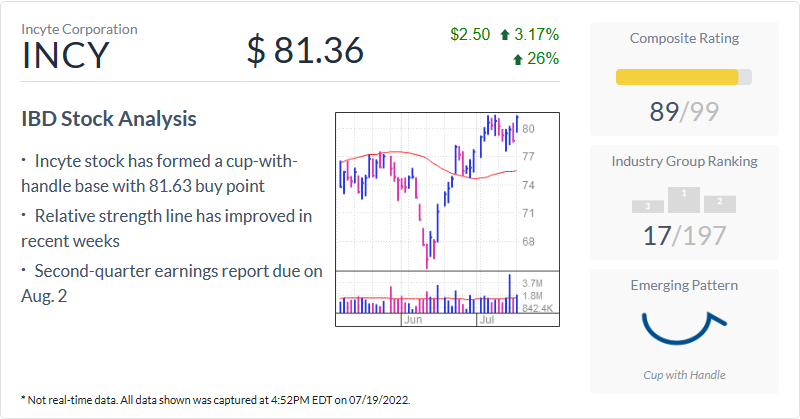 Incyte Corporation
INCY
$ 81.36
$2.50 3.17%
26%
IBD Stock Analysis
· Incyte stock has formed a cup-with-
handle base with 81.63 buy point
· Relative strength line has improved in
recent weeks
· Second-quarter earnings report due on
Aug. 2
80
77
74
71
68
3.7M
1.8M
842.4K
Jun Jul
Composite Rating
89/99
Industry Group Ranking
3 1 2
17/197
Emerging Pattern
Cup with Handle
* Not real-time data. All data shown was captured at 4:52PM EDT on 07/19/2022.